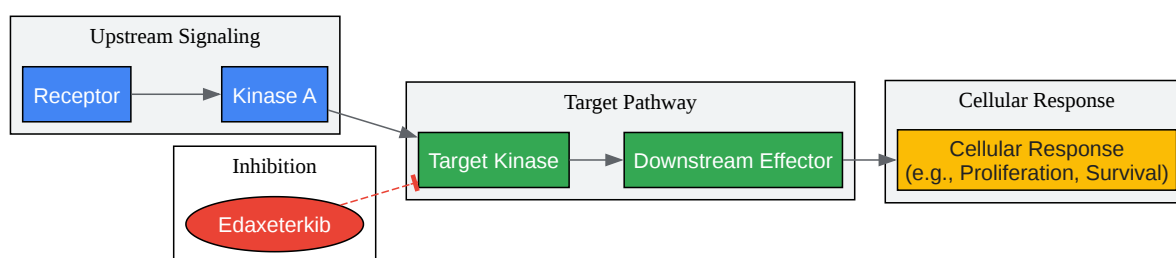 Upstream Signaling
Receptor
Kinase A
Target Pathway
Target Kinase
Downstream Effector
Cellular Response
Cellular Response
(e.g., Proliferation, Survival)
Inhibition
Edaxeterkib